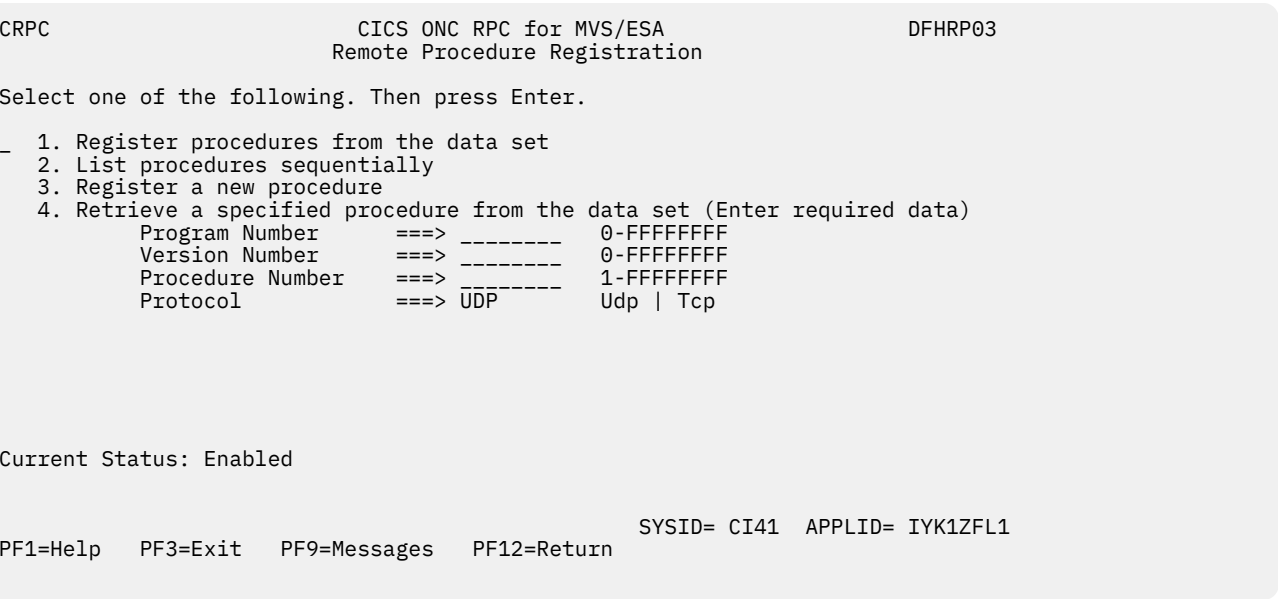 CRPC                        CICS ONC RPC for MVS/ESA                   DFHRP03
                          Remote Procedure Registration
Select one of the following. Then press Enter.
_  1. Register procedures from the data set
   2. List procedures sequentially
   3. Register a new procedure
   4. Retrieve a specified procedure from the data set (Enter required data)
           Program Number      ===> ________   0-FFFFFFFF
           Version Number      ===> ________   0-FFFFFFFF
           Procedure Number    ===> ________   1-FFFFFFFF
           Protocol            ===> UDP        Udp | Tcp
Current Status: Enabled
                                                  SYSID= CI41  APPLID= IYK1ZFL1
PF1=Help   PF3=Exit   PF9=Messages   PF12=Return